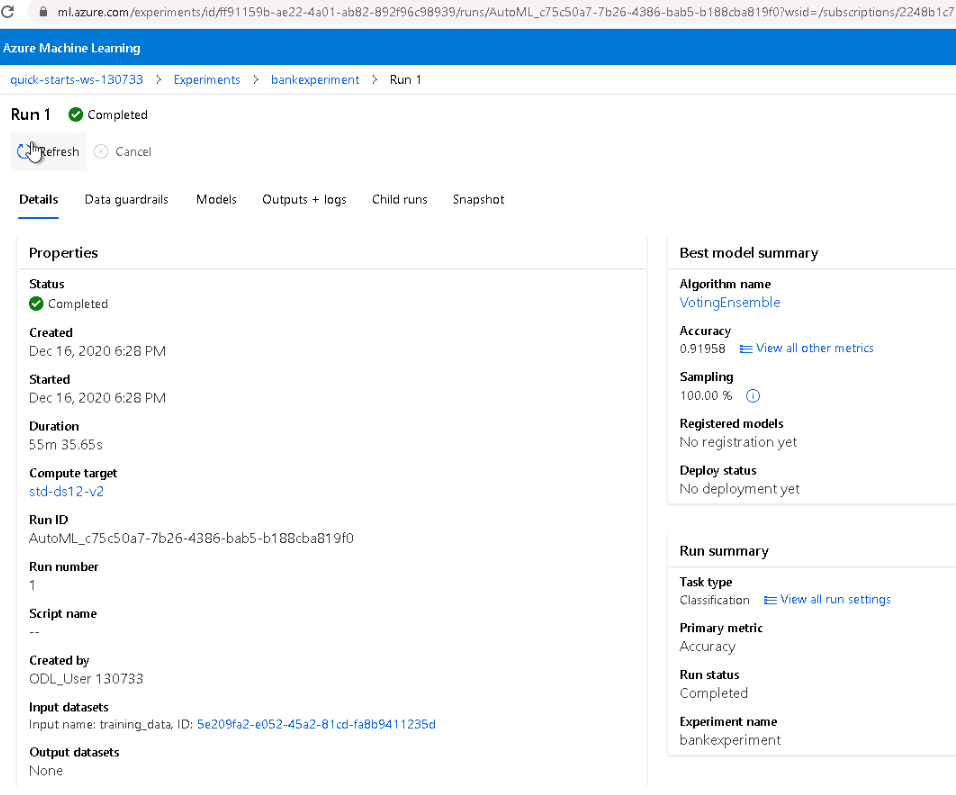 ml.azure.com/experiments/id/ff91159b-ae22-4a01-ab82-892f96c98939/runs/AutoML_c75c50a7-7b26-4386-bab5-b188cba819f0?wsid=/subscriptions/2248b1c7
Azure Machine Learning
quick-starts-ws-130733 > Experiments > bankexperiment > Run 1
Run 1 Completed
Refresh Cancel
Details Data guardrails Models Outputs + logs Child runs Snapshot
Properties
Status
Completed
Created
Dec 16, 2020 6:28 PM
Started
Dec 16, 2020 6:28 PM
Duration
55m 35.65s
Compute target
std-ds12-v2
Run ID
AutoML_c75c50a7-7b26-4386-bab5-b188cba819f0
Run number
1
Script name
--
Created by
ODL_User 130733
Input datasets
Input name: training_data, ID: 5e209fa2-e052-45a2-81cd-fa8b9411235d
Output datasets
None
Best model summary
Algorithm name
VotingEnsemble
Accuracy
0.91958 View all other metrics
Sampling
100.00 %
Registered models
No registration yet
Deploy status
No deployment yet
Run summary
Task type
Classification View all run settings
Primary metric
Accuracy
Run status
Completed
Experiment name
bankexperiment